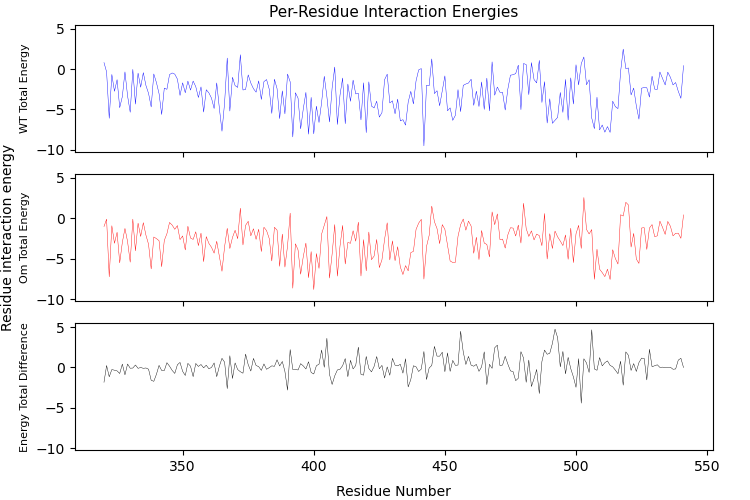 Per-Residue Interaction Energies
Residue interaction energy
WT Total Energy
5
0
−5
−10
Om Total Energy
5
0
−5
−10
Energy Total Difference
5
0
−5
−10
350
400
450
500
550
Residue Number